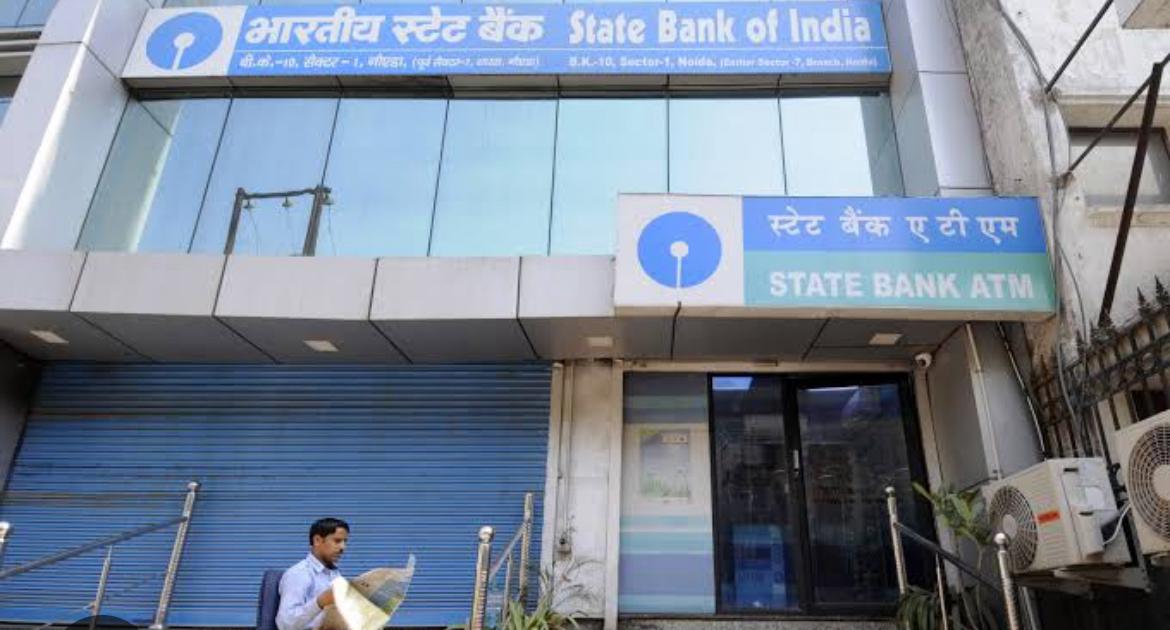 भारतीय स्टेट बैंक State Bank of India
बी.के.-10, सैक्टर - 1, नौएडा, (पूर्व सेक्टर-7, शाखा, नौएडा) B.K.-10, Sector-1, Noida, (Earlier Sector -7, Branch, Noida)
स्टेट बैंक ए टी एम
STATE BANK ATM